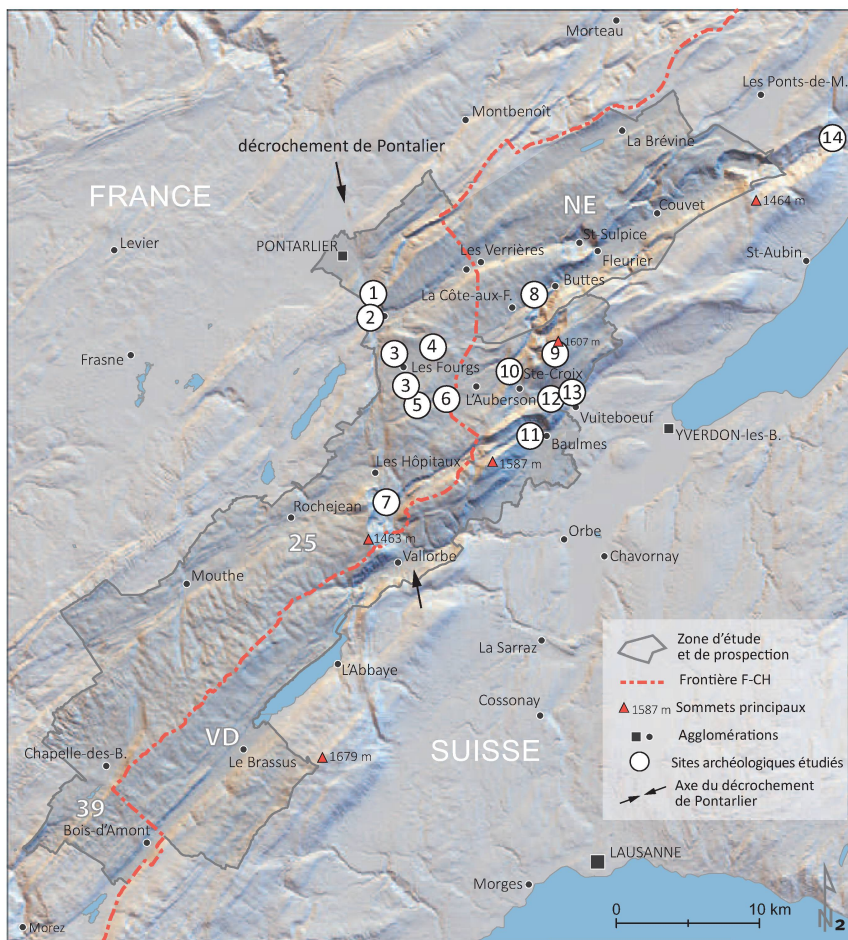 Morteau
Les Ponts-de-M.
Montbenoît
La Brévine
14
décrochement de Pontalier
FRANCE
NE
1464 m
Couvet
Levier
PONTARLIER
St-Sulpice
Les Verrières
Fleurier
St-Aubin
1
Buttes
8
La Côte-aux-F.
2
1607 m
4
3
9
Frasne
Les Fourgs
10
Ste-Croix
3
L'Auberson
13
6
12
5
Vuiteboeuf
YVERDON-les-B.
11
Baulmes
1587 m
Les Hôpitaux
7
Rochejean
25
1463 m
Orbe
Vallorbe
Chavornay
Mouthe
La Sarraz
L'Abbaye
Cossonay
VD
SUISSE
Chapelle-des-B.
Le Brassus
1679 m
39
Bois-d'Amont
LAUSANNE
Morges
Morez
Zone d'étude
et de prospection
Frontière F-CH
1587 m Sommets principaux
Agglomérations
Sites archéologiques étudiés
Axe du décrochement
de Pontarlier
0 10 km
N
2